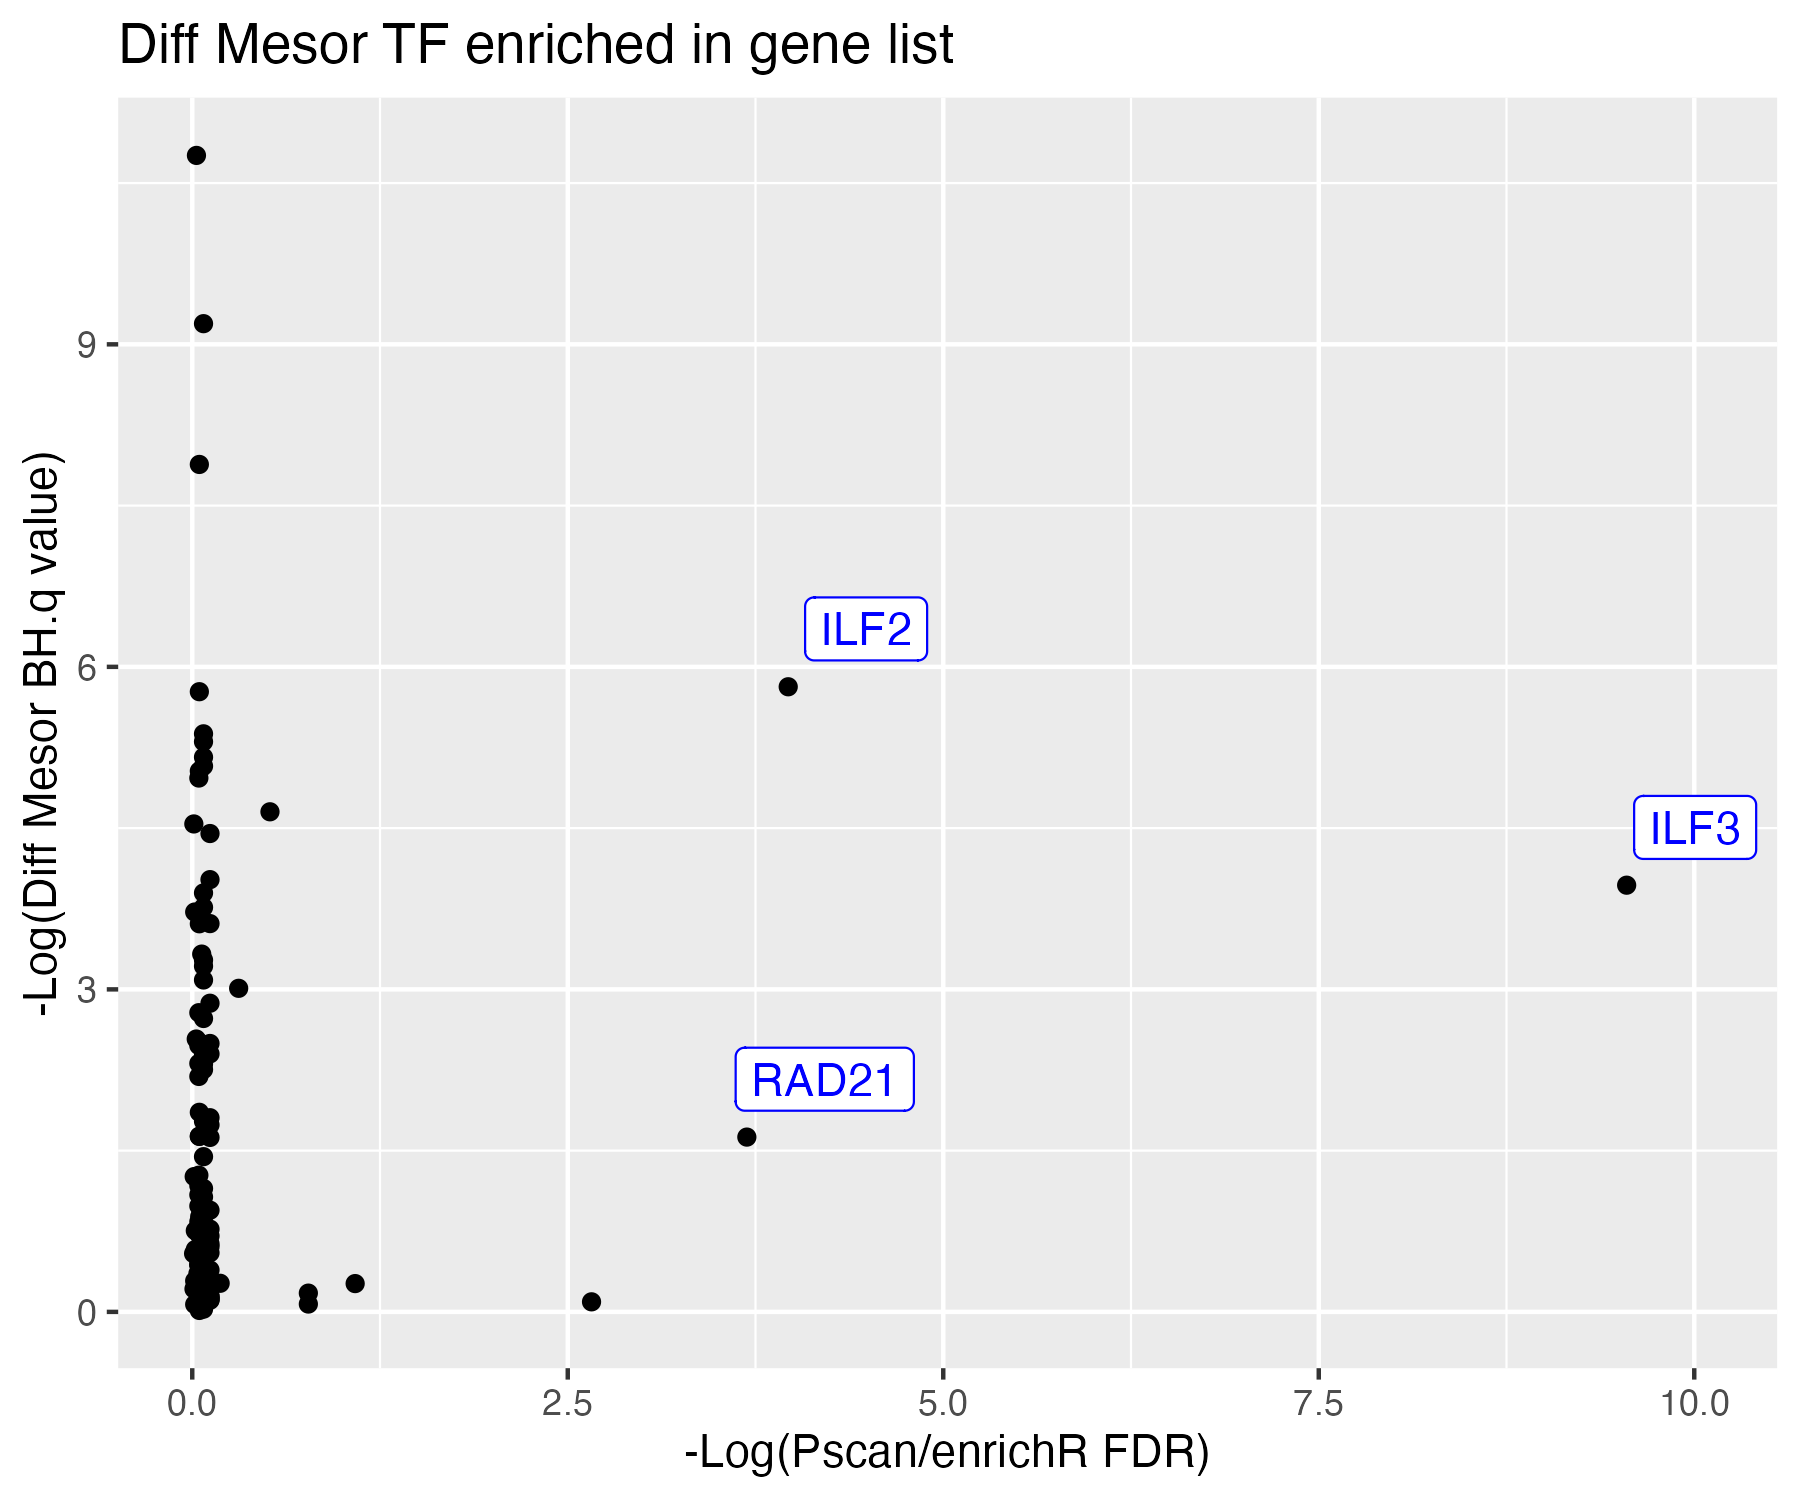 Diff Mesor TF enriched in gene list
-Log(Diff Mesor BH.q value)
9
6
3
0
ILF2
ILF3
RAD21
0.0
2.5
5.0
7.5
10.0
-Log(Pscan/enrichR FDR)